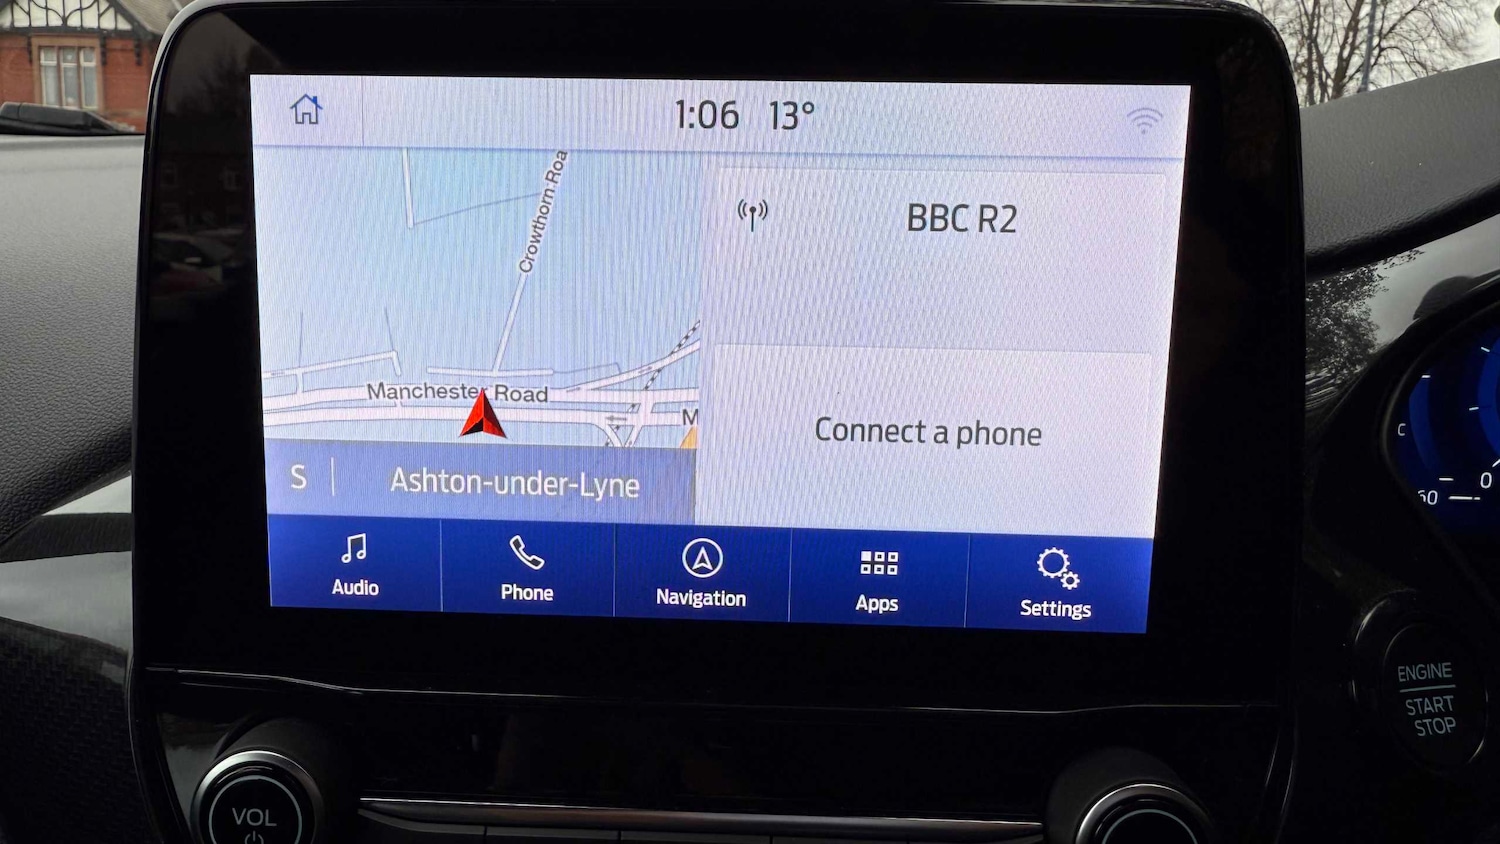 1:06 13°
Crowthorn Roa
Manchester Road
M
S Ashton-under-Lyne
BBC R2
Connect a phone
Audio
Phone
Navigation
Apps
Settings
C
0
ENGINE
START
STOP
VOL